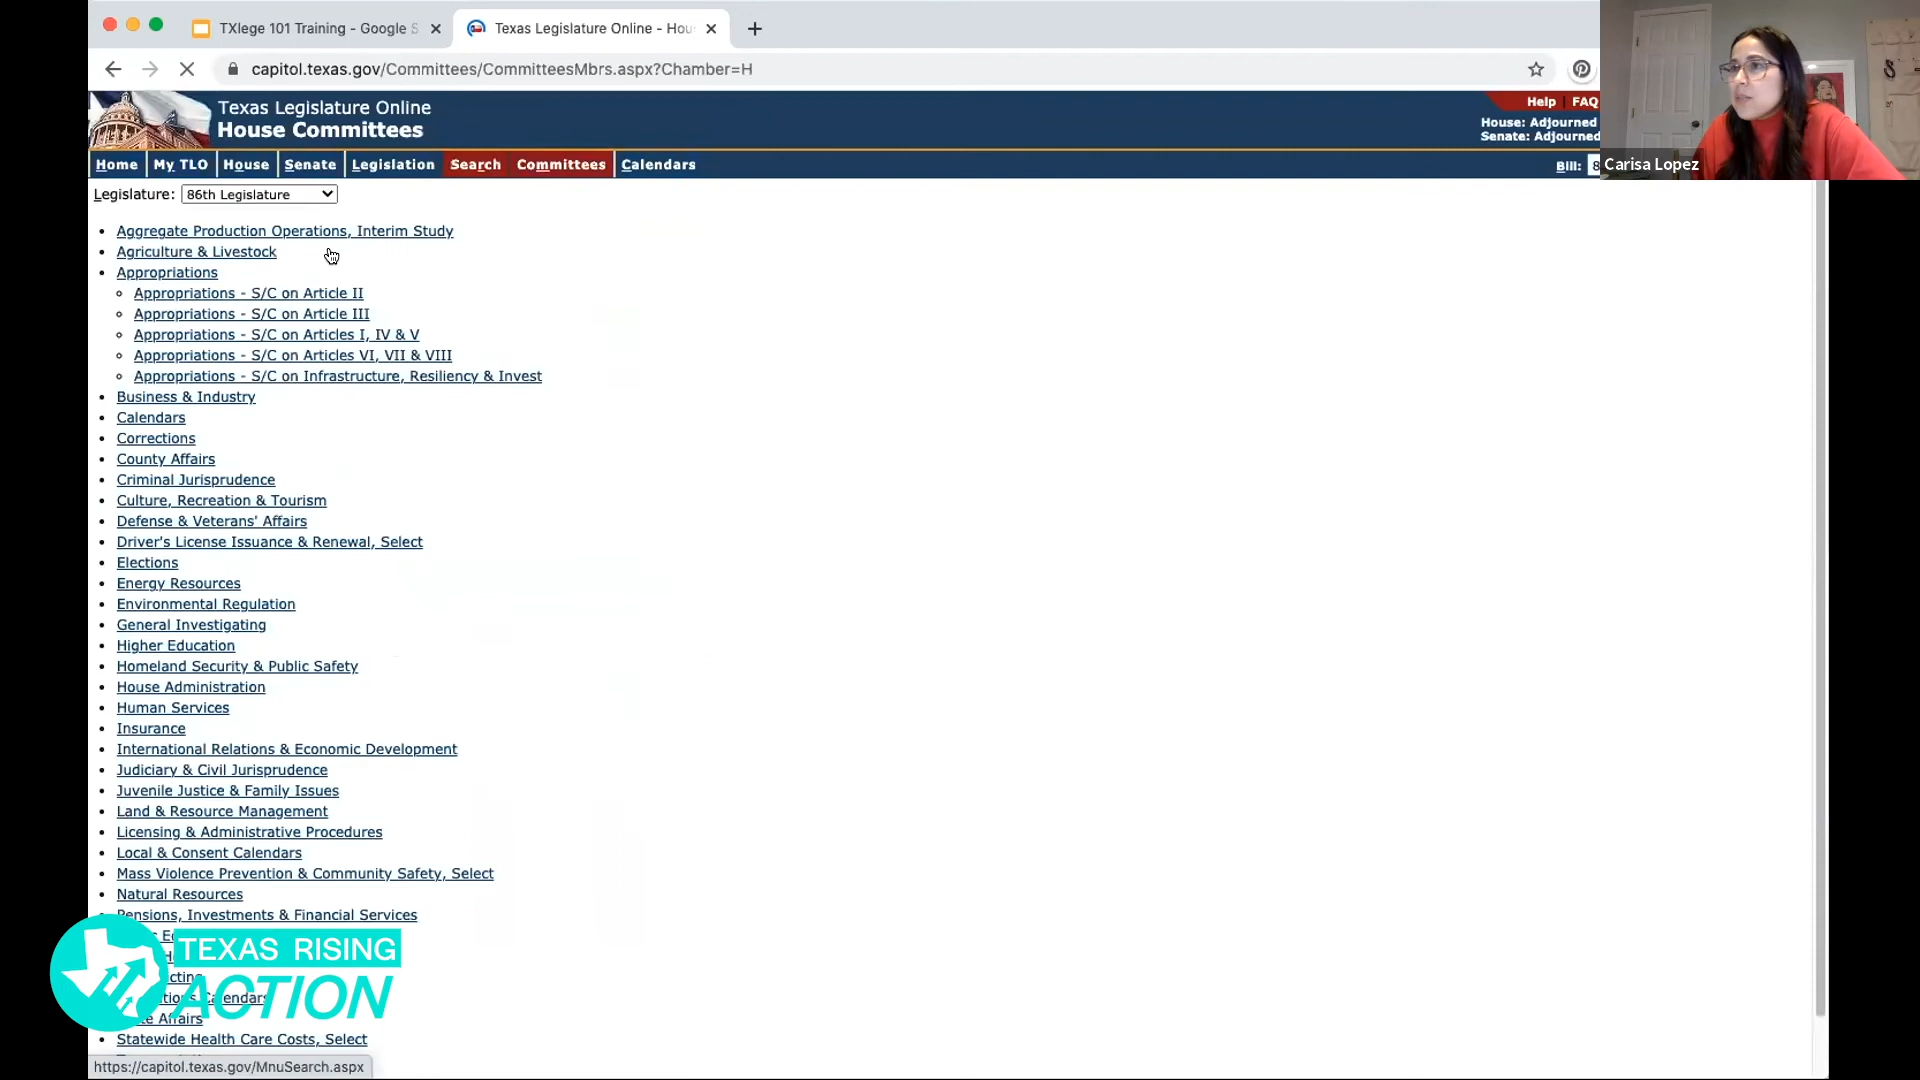 TXlege 101 Training - Google S
Texas Legislature Online - Hou
capitol.texas.gov/Committees/CommitteesMbrs.aspx?Chamber=H
Texas Legislature Online
House Committees
Help | FAQ
House: Adjourned
Senate: Adjourned
Home My TLO House Senate Legislation Search Committees Calendars
Bill: 8
Carisa Lopez
Legislature: 86th Legislature
Aggregate Production Operations, Interim Study
Agriculture & Livestock
Appropriations
Appropriations - S/C on Article II
Appropriations - S/C on Article III
Appropriations - S/C on Articles I, IV & V
Appropriations - S/C on Articles VI, VII & VIII
Appropriations - S/C on Infrastructure, Resiliency & Invest
Business & Industry
Calendars
Corrections
County Affairs
Criminal Jurisprudence
Culture, Recreation & Tourism
Defense & Veterans' Affairs
Driver's License Issuance & Renewal, Select
Elections
Energy Resources
Environmental Regulation
General Investigating
Higher Education
Homeland Security & Public Safety
House Administration
Human Services
Insurance
International Relations & Economic Development
Judiciary & Civil Jurisprudence
Juvenile Justice & Family Issues
Land & Resource Management
Licensing & Administrative Procedures
Local & Consent Calendars
Mass Violence Prevention & Community Safety, Select
Natural Resources
Pensions, Investments & Financial Services
Calendars
Affairs
Statewide Health Care Costs, Select
TEXAS RISING
ACTION
https://capitol.texas.gov/MnuSearch.aspx